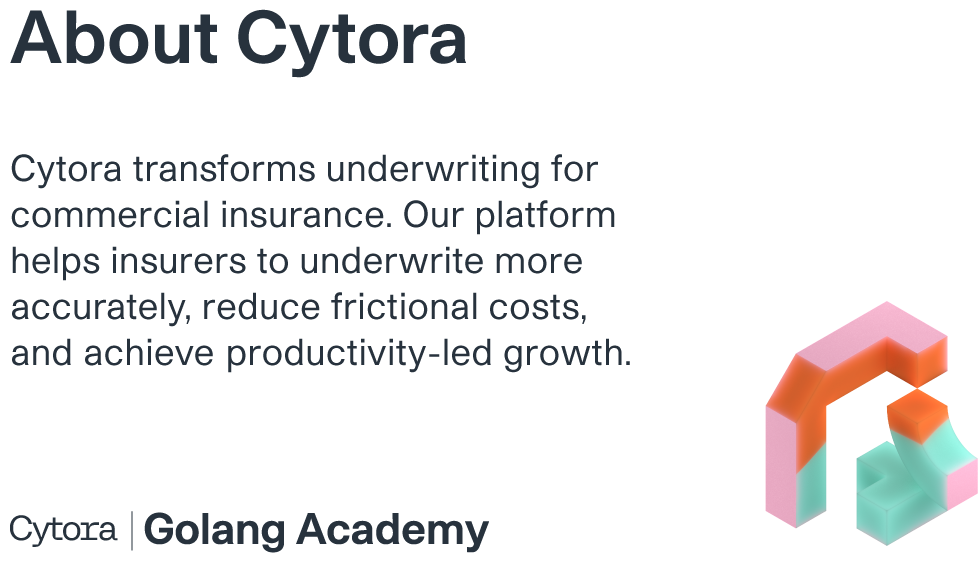 About Cytora
Cytora transforms underwriting for
commercial insurance. Our platform
helps insurers to underwrite more
accurately, reduce frictional costs,
and achieve productivity-led growth.
Cytora | Golang Academy